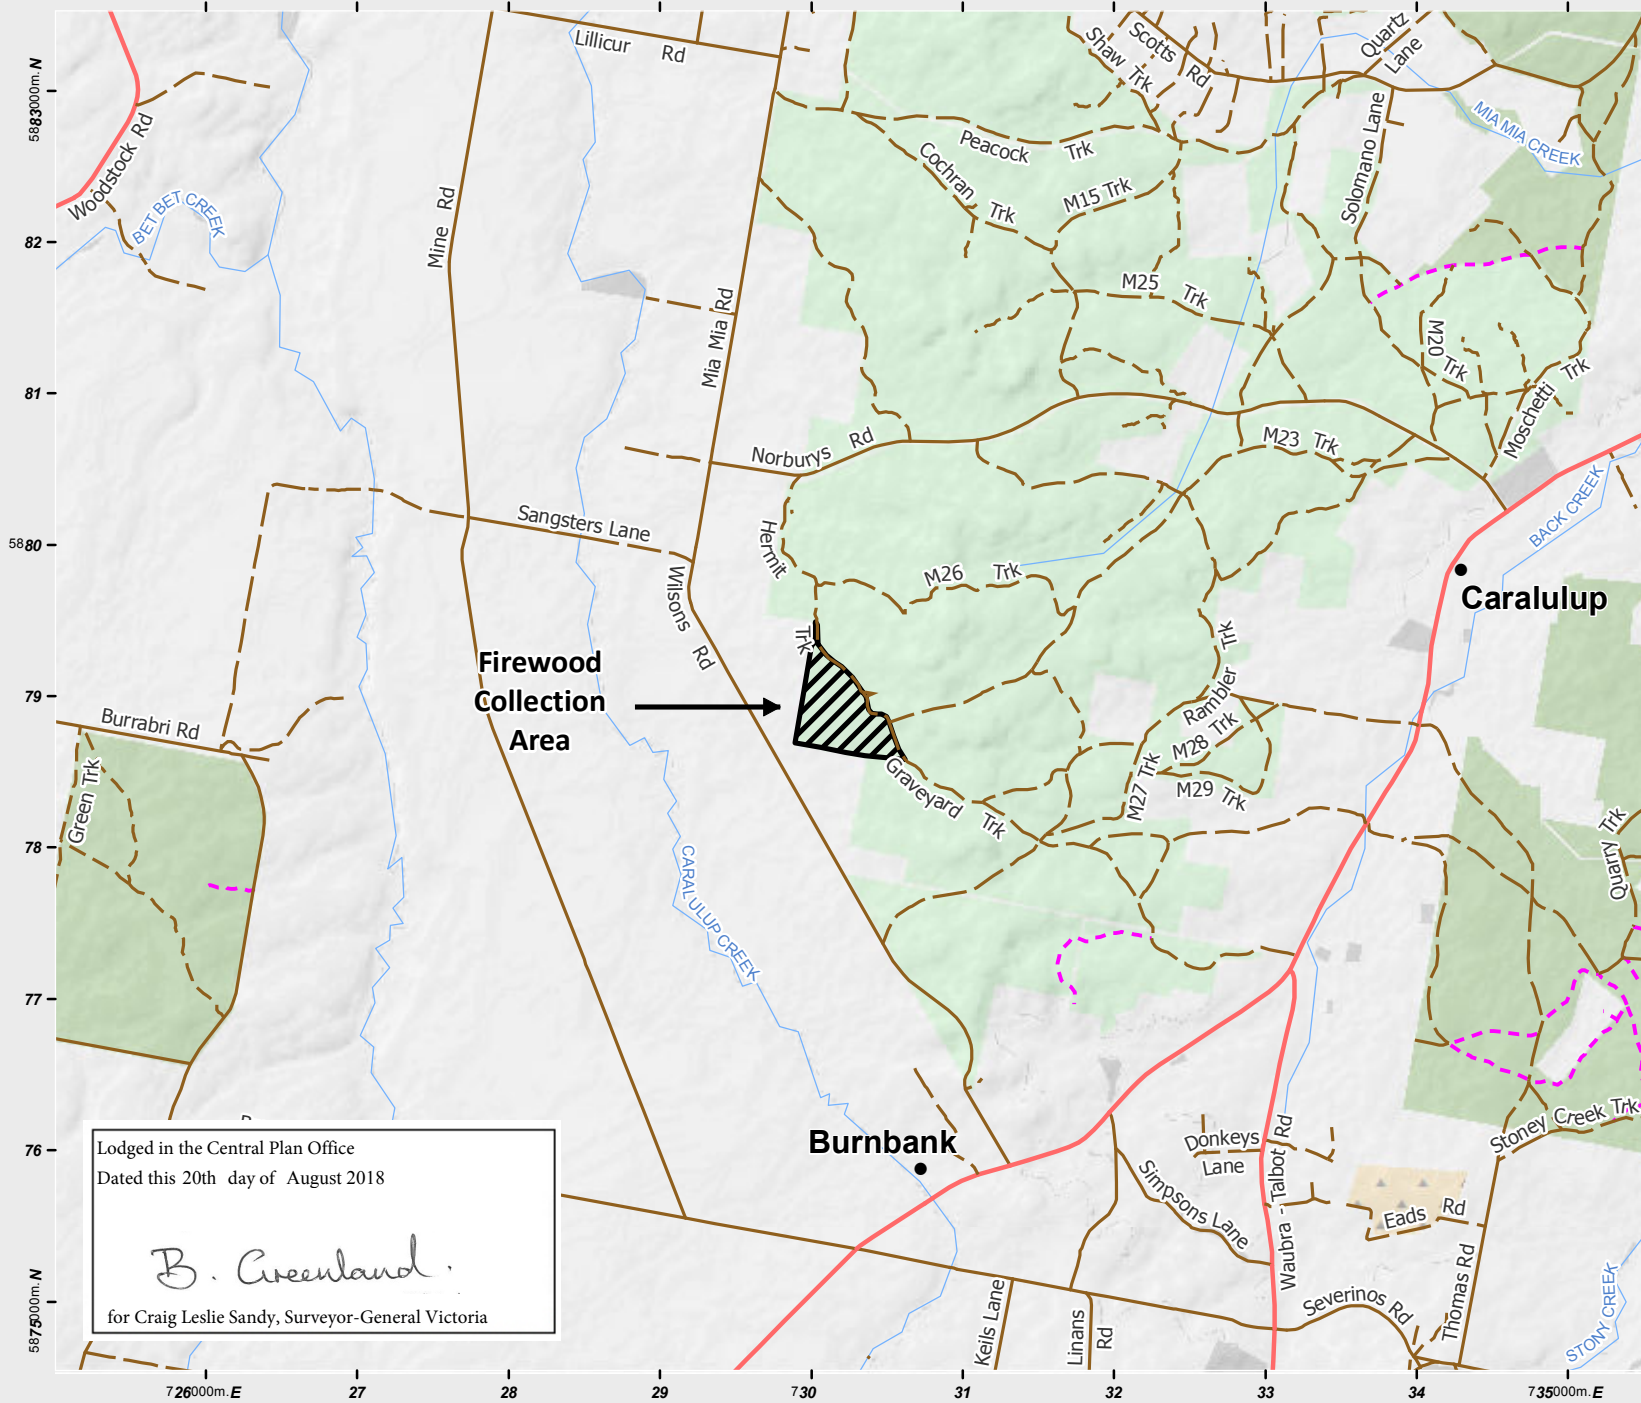 Lillicur Rd
Scotts Rd
Shaw Trk
Quartz
Lane
5883000m.N
Woodstock Rd
BET BET CREEK
Mine Rd
Peacock Trk
Cochran Trk
M15 Trk
Solomano Lane
MIA MIA CREEK
82
M25 Trk
Mia Mia Rd
M20 Trk
81
Moschetti Trk
Norburys Rd
M23 Trk
BACK CREEK
5880
Sangsters Lane
Hermit Trk
M26 Trk
Caralulup
Wilsons Rd
Firewood
Collection
Area
79
Burrabri Rd
Rambler Trk
M28 Trk
M27 Trk
M29 Trk
Green Trk
Graveyard Trk
78
Quarry Trk
CARALULUP CREEK
77
Stoney Creek Trk
Burnbank
76
Donkeys
Lane
Simpsons Lane
Waubra - Talbot Rd
Eads Rd
Thomas Rd
Severinos Rd
Keils Lane
Linans
Rd
STONY CREEK
Lodged in the Central Plan Office
Dated this 20th day of August 2018
B. Greenland.
for Craig Leslie Sandy, Surveyor-General Victoria
5875000m.N
726000m.E
27
28
29
730
31
32
33
34
735000m.E